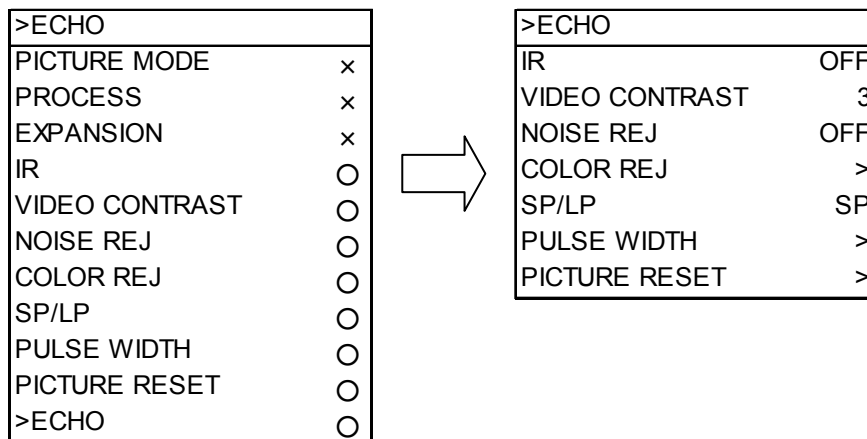 >ECHO
PICTURE MODE ×
PROCESS ×
EXPANSION ×
IR ○
VIDEO CONTRAST ○
NOISE REJ ○
COLOR REJ ○
SP/LP ○
PULSE WIDTH ○
PICTURE RESET ○
>ECHO ○
>ECHO
IR OFF
VIDEO CONTRAST 3
NOISE REJ OFF
COLOR REJ >
SP/LP SP
PULSE WIDTH >
PICTURE RESET >